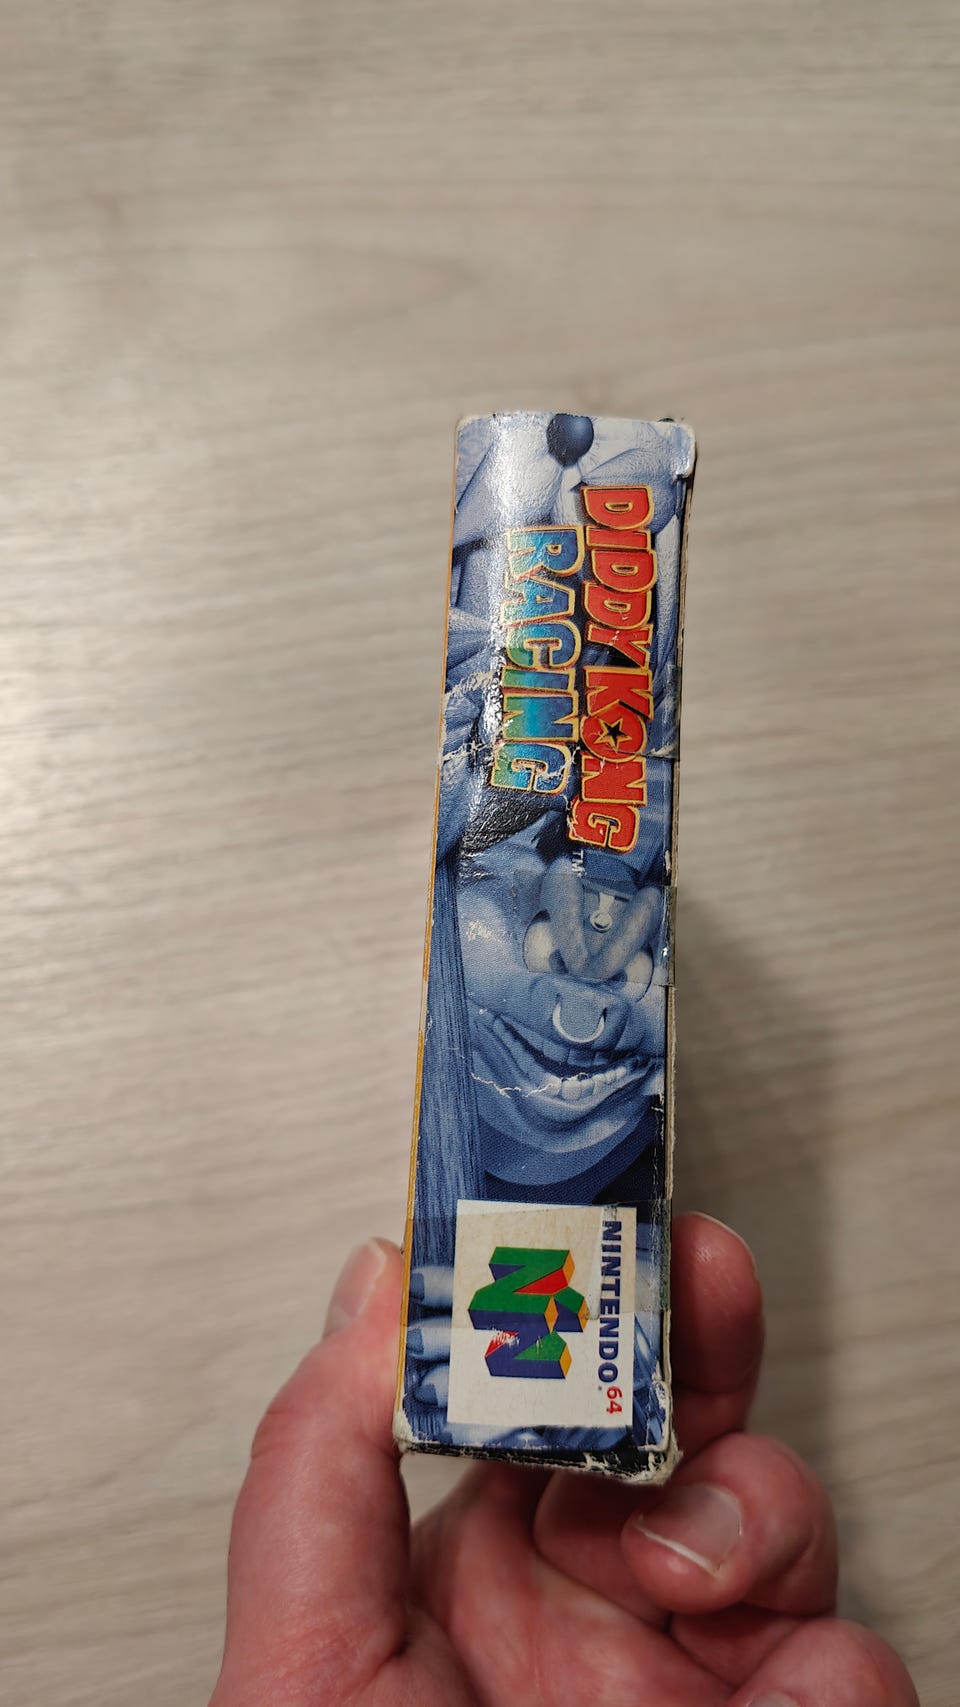 DIDDY KONG
RACING
TM
NINTENDO 64